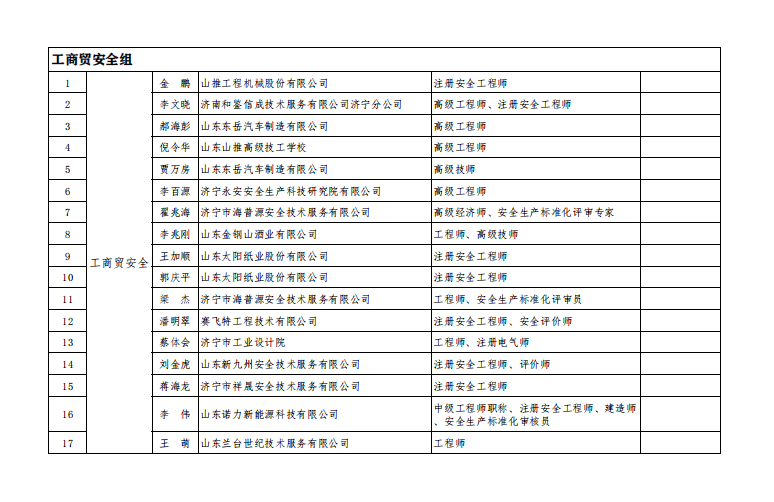 工商贸安全组
1 金 鹏 山推工程机械股份有限公司 注册安全工程师
2 李文晓 济南和鉴信成技术服务有限公司济宁分公司 高级工程师、注册安全工程师
3 郝海彭 山东东岳汽车制造有限公司 高级工程师
4 倪令华 山东山推高级技工学校 高级工程师
5 贾万房 山东东岳汽车制造有限公司 高级技师
6 李百源 济宁永安安全生产科技研究院有限公司 高级工程师
7 翟兆海 济宁市海普源安全技术服务有限公司 高级经济师、安全生产标准化评审专家
8 李兆刚 山东金铜山酒业有限公司 工程师、高级技师
9 王加顺 山东太阳纸业股份有限公司 注册安全工程师
工商贸安全
10 郭庆平 山东太阳纸业股份有限公司 注册安全工程师
11 梁 杰 济宁市海普源安全技术服务有限公司 工程师、安全生产标准化评审员
12 潘明翠 赛飞特工程技术有限公司 注册安全工程师、安全评价师
13 蔡体会 济宁市工业设计院 工程师、注册电气师
14 刘金虎 山东新九州安全技术服务有限公司 注册安全工程师、评价师
15 蒋海龙 济宁市祥晟安全技术服务有限公司 注册安全工程师
16 李 伟 山东诺力新能源科技有限公司 中级工程师职称、注册安全工程师、建造师
、安全生产标准化审核员
17 王 萌 山东兰台世纪技术服务有限公司 工程师